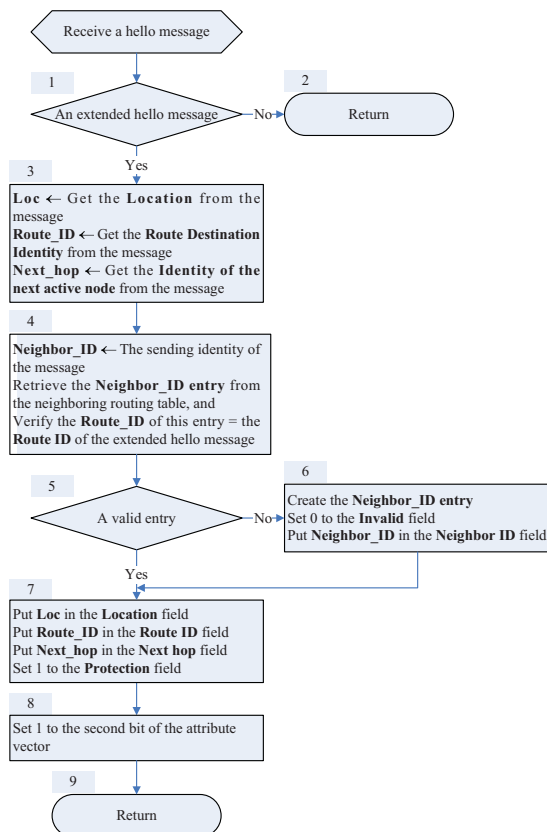 Receive a hello message
1
2
An extended hello message
No
Return
Yes
3
Loc ← Get the Location from the
message
Route_ID ← Get the Route Destination
Identity from the message
Next_hop ← Get the Identity of the
next active node from the message
4
Neighbor_ID ← The sending identity of
the message
Retrieve the Neighbor_ID entry from
the neighboring routing table, and
Verify the Route_ID of this entry = the
Route ID of the extended hello message
5
6
A valid entry
No
Create the Neighbor_ID entry
Set 0 to the Invalid field
Put Neighbor_ID in the Neighbor ID field
Yes
7
Put Loc in the Location field
Put Route_ID in the Route ID field
Put Next_hop in the Next hop field
Set 1 to the Protection field
8
Set 1 to the second bit of the attribute
vector
9
Return